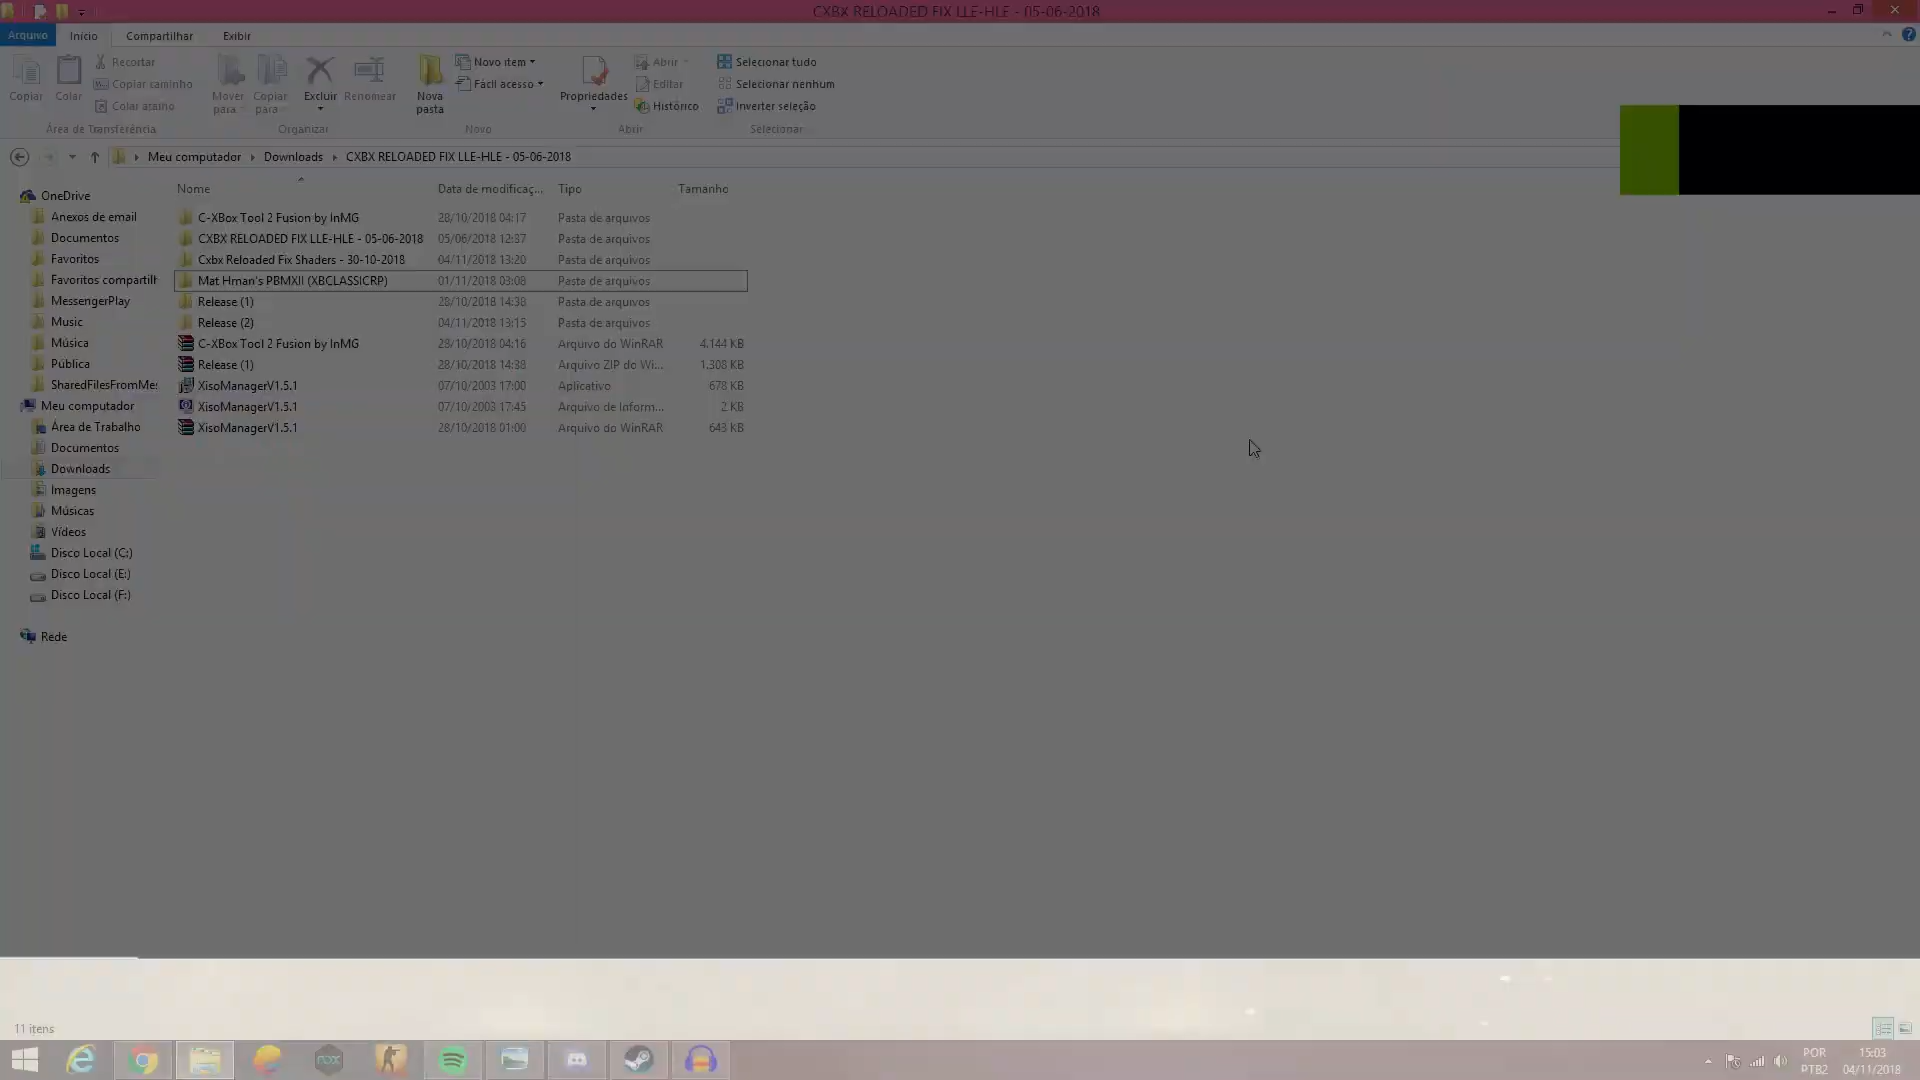 CXBX RELOADED FIX LLE-HLE - 05-06-2018
Arquivo Início Compartilhar Exibir
Copiar Colar Recortar Copiar caminho Colar atalho
Mover para Copiar para Excluir Renomear
Nova pasta Novo item Fácil acesso
Propriedades Abrir Editar Histórico
Selecionar tudo Selecionar nenhum Inverter seleção
Área de Transferência Organizar Novo Abrir Selecionar
Meu computador Downloads CXBX RELOADED FIX LLE-HLE - 05-06-2018
Nome Data de modificaç... Tipo Tamanho
C-XBox Tool 2 Fusion by InMG 28/10/2018 04:17 Pasta de arquivos
CXBX RELOADED FIX LLE-HLE - 05-06-2018 05/06/2018 12:37 Pasta de arquivos
Cxbx Reloaded Fix Shaders - 30-10-2018 04/11/2018 13:20 Pasta de arquivos
Mat Hman's PBMXII (XBCLASSICRP) 01/11/2018 03:08 Pasta de arquivos
Release (1) 28/10/2018 14:38 Pasta de arquivos
Release (2) 04/11/2018 13:15 Pasta de arquivos
C-XBox Tool 2 Fusion by InMG 28/10/2018 04:16 Arquivo do WinRAR 4.144 KB
Release (1) 28/10/2018 14:38 Arquivo ZIP do Wi... 1.308 KB
XisoManagerV1.5.1 07/10/2003 17:00 Aplicativo 678 KB
XisoManagerV1.5.1 07/10/2003 17:45 Arquivo de Inform... 2 KB
XisoManagerV1.5.1 28/10/2018 01:00 Arquivo do WinRAR 643 KB
OneDrive
Anexos de email
Documentos
Favoritos
Favoritos compartilh
MessengerPlay
Music
Música
Pública
SharedFilesFromMes
Meu computador
Área de Trabalho
Documentos
Downloads
Imagens
Músicas
Vídeos
Disco Local (C:)
Disco Local (E:)
Disco Local (F:)
Rede
11 itens
nox
POR 15:03
PTB2 04/11/2018